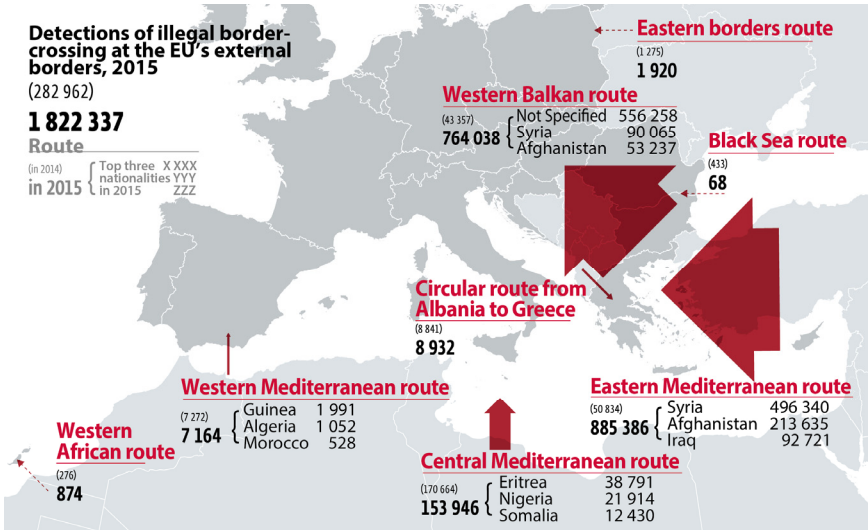 Detections of illegal border-
crossing at the EU's external
borders, 2015
(282 962)
1 822 337
Route
(in 2014)
in 2015
Top three X XXX
nationalities YYY
in 2015 ZZZ
Eastern borders route
(1 275)
1 920
Western Balkan route
(43 357)
764 038
Not Specified 556 258
Syria 90 065
Afghanistan 53 237
Black Sea route
(433)
68
Circular route from
Albania to Greece
(8 841)
8 932
Western Mediterranean route
(7 272)
7 164
Guinea 1 991
Algeria 1 052
Morocco 528
Eastern Mediterranean route
(50 834)
885 386
Syria 496 340
Afghanistan 213 635
Iraq 92 721
Western
African route
(276)
874
Central Mediterranean route
(170 664)
153 946
Eritrea 38 791
Nigeria 21 914
Somalia 12 430